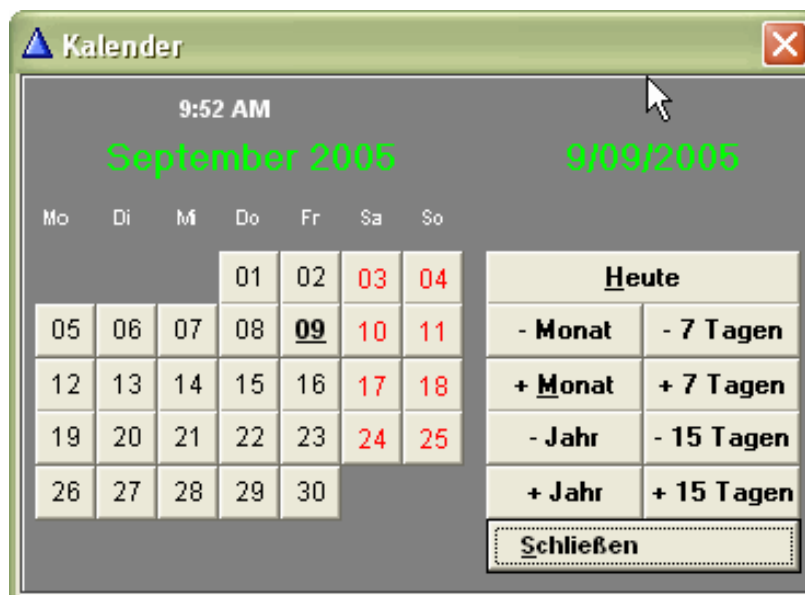 Kalender
9:52 AM
September 2005 9/09/2005
Mo Di Mi Do Fr Sa So
01 02 03 04 Heute
05 06 07 08 09 10 11 - Monat - 7 Tagen
12 13 14 15 16 17 18 + Monat + 7 Tagen
19 20 21 22 23 24 25 - Jahr - 15 Tagen
26 27 28 29 30 + Jahr + 15 Tagen
Schließen